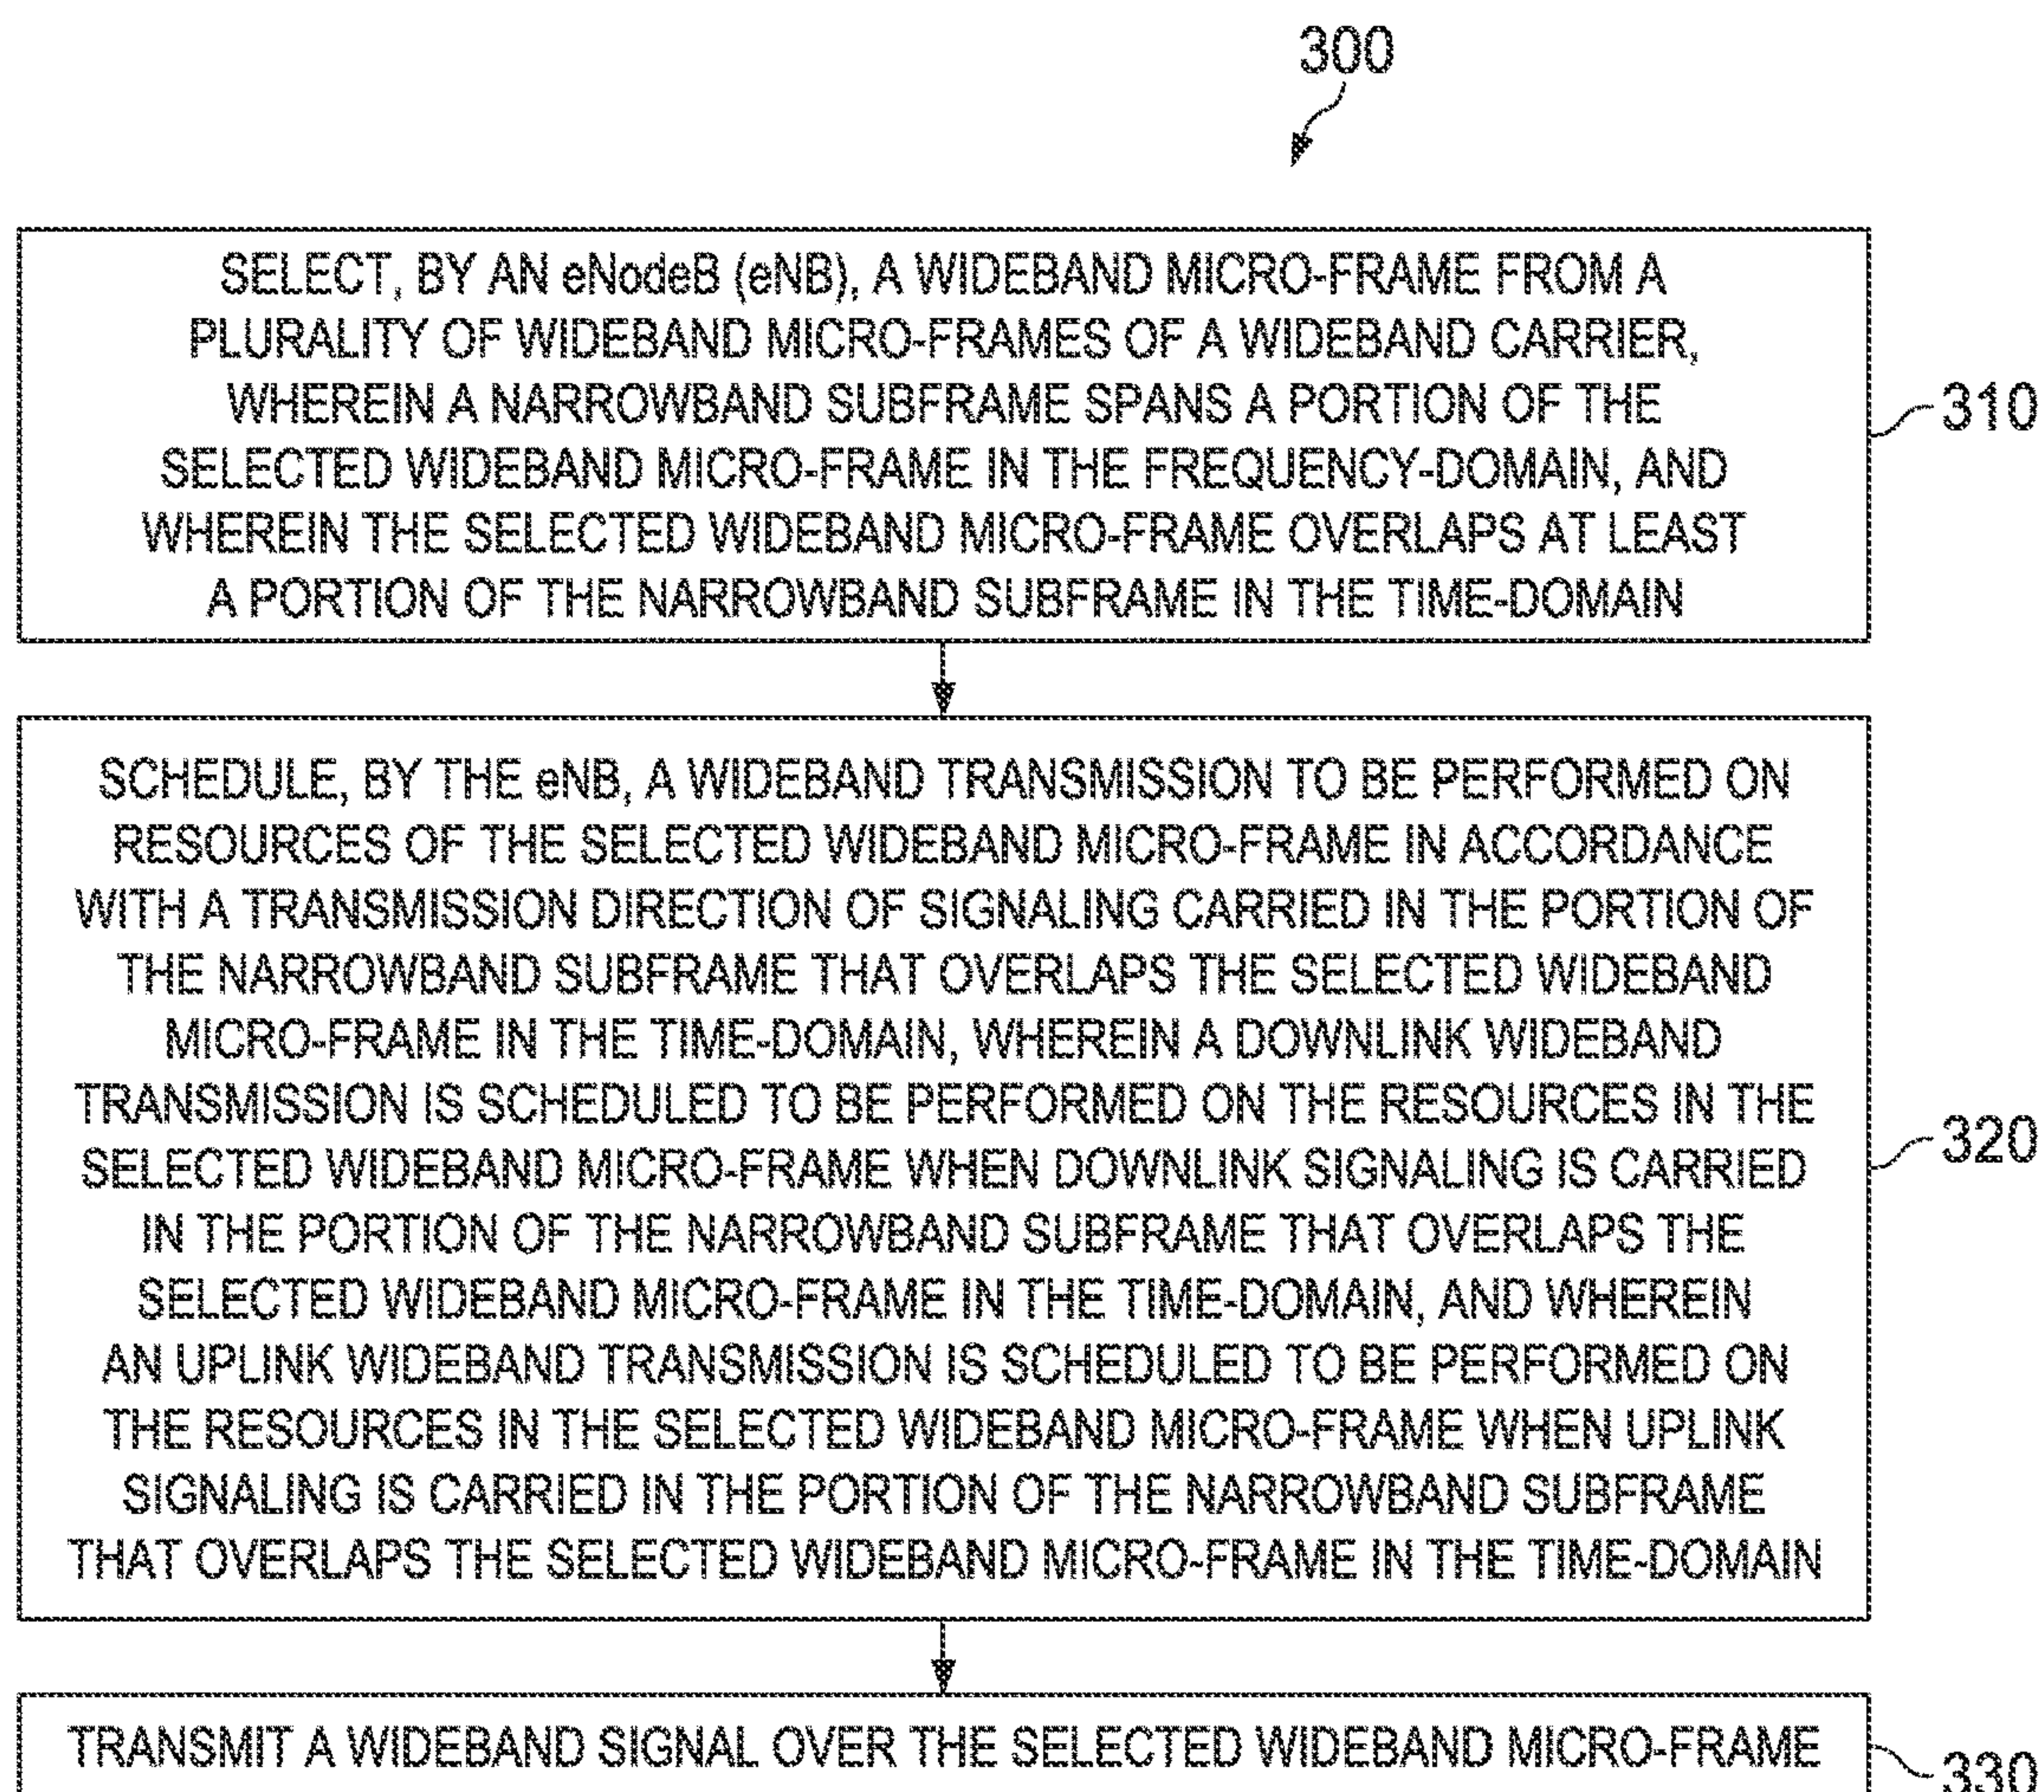 300
SELECT, BY AN eNodeB (eNB), A WIDEBAND MICRO-FRAME FROM A
PLURALITY OF WIDEBAND MICRO-FRAMES OF A WIDEBAND CARRIER,
WHEREIN A NARROWBAND SUBFRAME SPANS A PORTION OF THE
SELECTED WIDEBAND MICRO-FRAME IN THE FREQUENCY-DOMAIN, AND
WHEREIN THE SELECTED WIDEBAND MICRO-FRAME OVERLAPS AT LEAST
A PORTION OF THE NARROWBAND SUBFRAME IN THE TIME-DOMAIN
310
SCHEDULE, BY THE eNB, A WIDEBAND TRANSMISSION TO BE PERFORMED ON
RESOURCES OF THE SELECTED WIDEBAND MICRO-FRAME IN ACCORDANCE
WITH A TRANSMISSION DIRECTION OF SIGNALING CARRIED IN THE PORTION OF
THE NARROWBAND SUBFRAME THAT OVERLAPS THE SELECTED WIDEBAND
MICRO-FRAME IN THE TIME-DOMAIN, WHEREIN A DOWNLINK WIDEBAND
TRANSMISSION IS SCHEDULED TO BE PERFORMED ON THE RESOURCES IN THE
SELECTED WIDEBAND MICRO-FRAME WHEN DOWNLINK SIGNALING IS CARRIED
IN THE PORTION OF THE NARROWBAND SUBFRAME THAT OVERLAPS THE
SELECTED WIDEBAND MICRO-FRAME IN THE TIME-DOMAIN, AND WHEREIN
AN UPLINK WIDEBAND TRANSMISSION IS SCHEDULED TO BE PERFORMED ON
THE RESOURCES IN THE SELECTED WIDEBAND MICRO-FRAME WHEN UPLINK
SIGNALING IS CARRIED IN THE PORTION OF THE NARROWBAND SUBFRAME
THAT OVERLAPS THE SELECTED WIDEBAND MICRO-FRAME IN THE TIME-DOMAIN
320
TRANSMIT A WIDEBAND SIGNAL OVER THE SELECTED WIDEBAND MICRO-FRAME
330